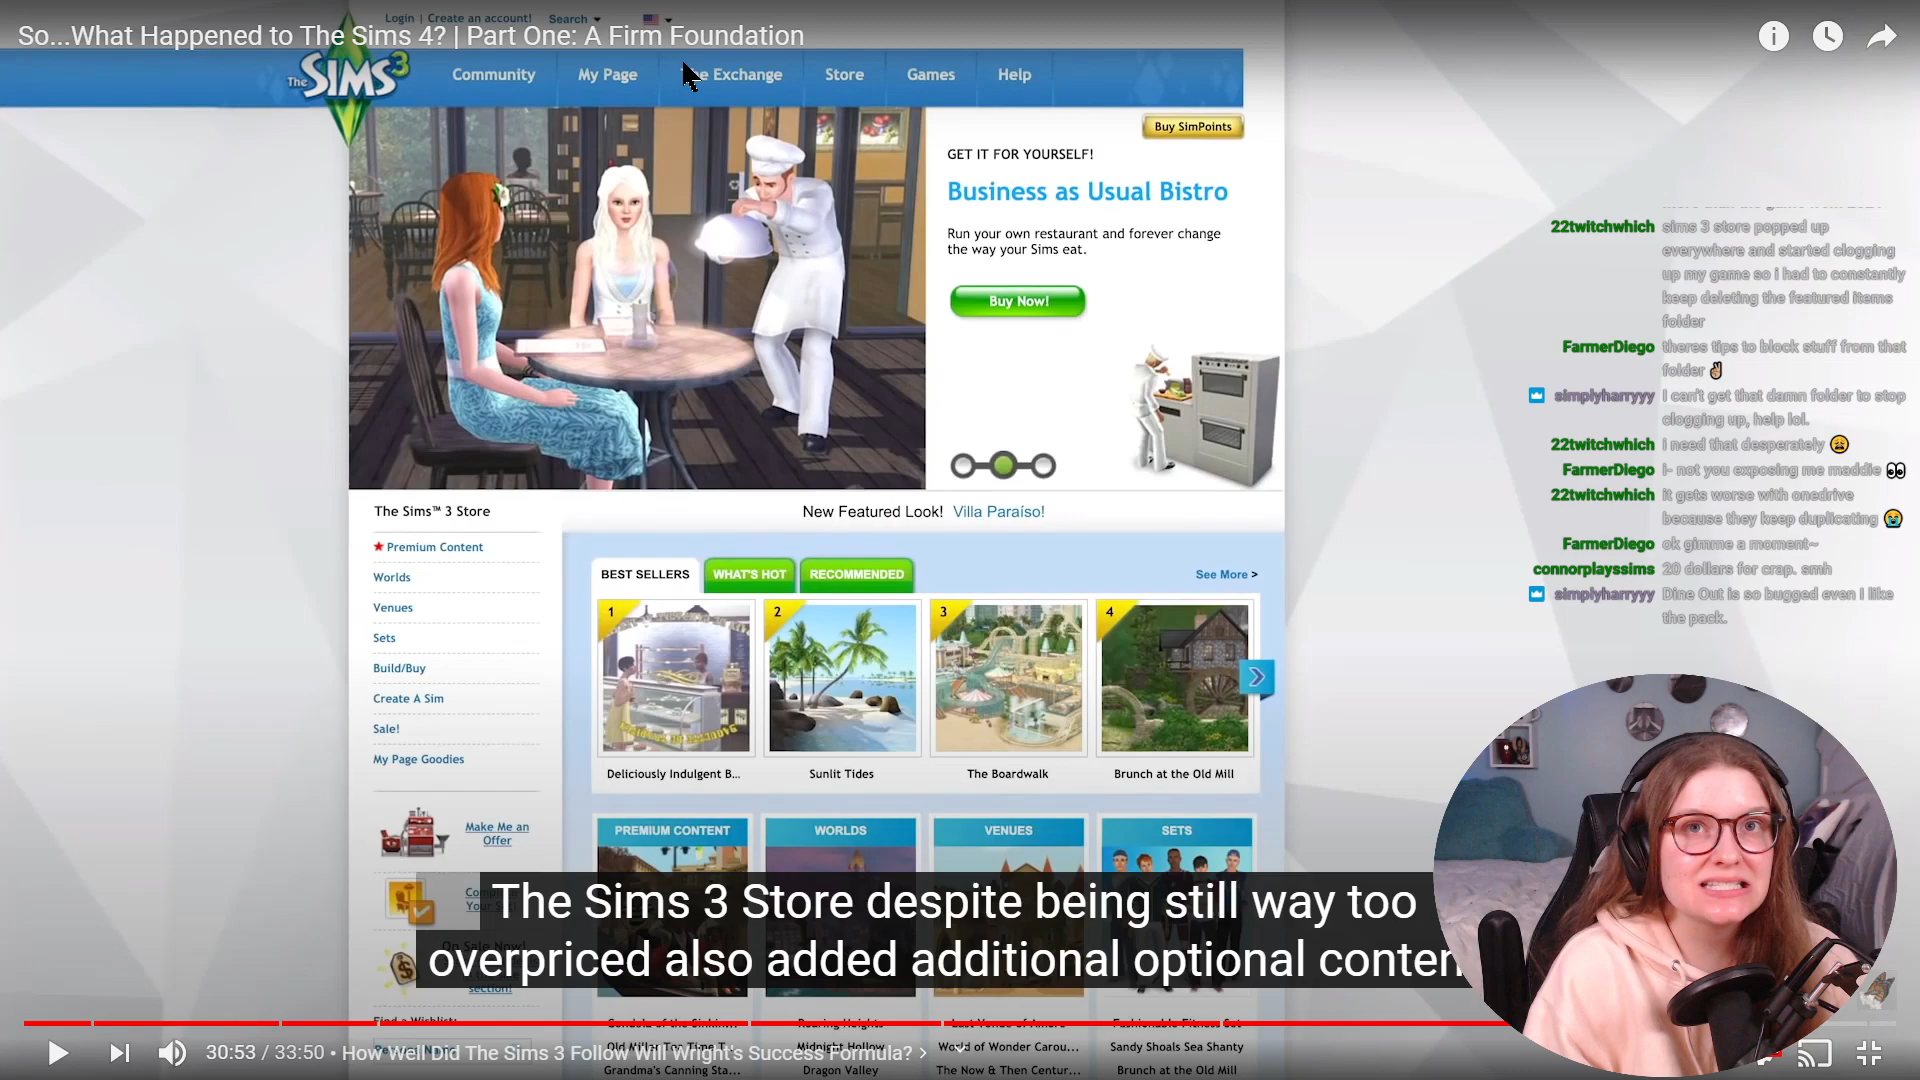 Login | Create an account! Search
So...What Happened to The Sims 4? | Part One: A Firm Foundation
The SIMS 3
Community My Page The Exchange Store Games Help
Buy SimPoints
GET IT FOR YOURSELF!
Business as Usual Bistro
Run your own restaurant and forever change
the way your Sims eat.
Buy Now!
The Sims™ 3 Store
New Featured Look! Villa Paraíso!
Premium Content
Worlds
Venues
Sets
Build/Buy
Create A Sim
Sale!
My Page Goodies
Make Me an
Offer
On Sale Now!
section!
BEST SELLERS WHAT'S HOT RECOMMENDED See More >
1 2 3 4
Deliciously Indulgent B... Sunlit Tides The Boardwalk Brunch at the Old Mill
PREMIUM CONTENT WORLDS VENUES SETS
The Sims 3 Store despite being still way too
overpriced also added additional optional conten
Midnight Hollow World of Wonder Carou... Sandy Shoals Sea Shanty
Grandma's Canning Sta... Dragon Valley The Now & Then Centur... Brunch at the Old Mill
30:53 / 33:50 • How Well Did The Sims 3 Follow Will Wright's Success Formula? >
22twitchwhich sims 3 store popped up
everywhere and started clogging
up my game so i had to constantly
keep deleting the featured items
folder
FarmerDiego theres tips to block stuff from that
folder ✌🏽
simplyharryyy I can't get that damn folder to stop
clogging up, help lol.
22twitchwhich i need that desperately 😩
FarmerDiego i- not you exposing me maddie 👀
22twitchwhich it gets worse with onedrive
because they keep duplicating 😭
FarmerDiego ok gimme a moment~
connorplayssims 20 dollars for crap. smh
simplyharryyy Dine Out is so bugged even I like
the pack.